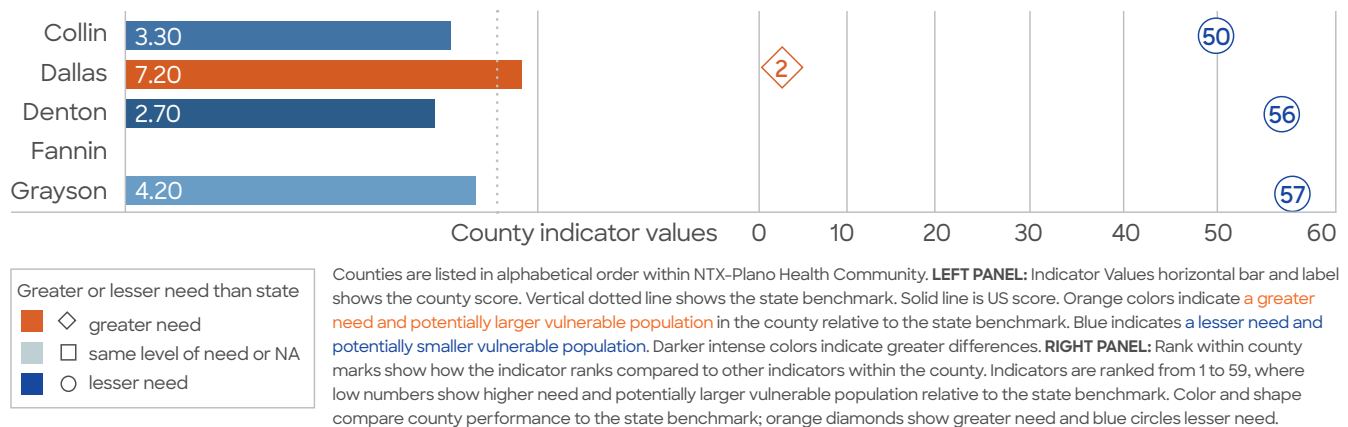 Collin 3.30 50
Dallas 7.20 2
Denton 2.70 56
Fannin
Grayson 4.20 57
County indicator values 0 10 20 30 40 50 60
Greater or lesser need than state
greater need
same level of need or NA
lesser need
Counties are listed in alphabetical order within NTX-Plano Health Community. LEFT PANEL: Indicator Values horizontal bar and label
shows the county score. Vertical dotted line shows the state benchmark. Solid line is US score. Orange colors indicate a greater
need and potentially larger vulnerable population in the county relative to the state benchmark. Blue indicates a lesser need and
potentially smaller vulnerable population. Darker intense colors indicate greater differences. RIGHT PANEL: Rank within county
marks show how the indicator ranks compared to other indicators within the county. Indicators are ranked from 1 to 59, where
low numbers show higher need and potentially larger vulnerable population relative to the state benchmark. Color and shape
compare county performance to the state benchmark; orange diamonds show greater need and blue circles lesser need.